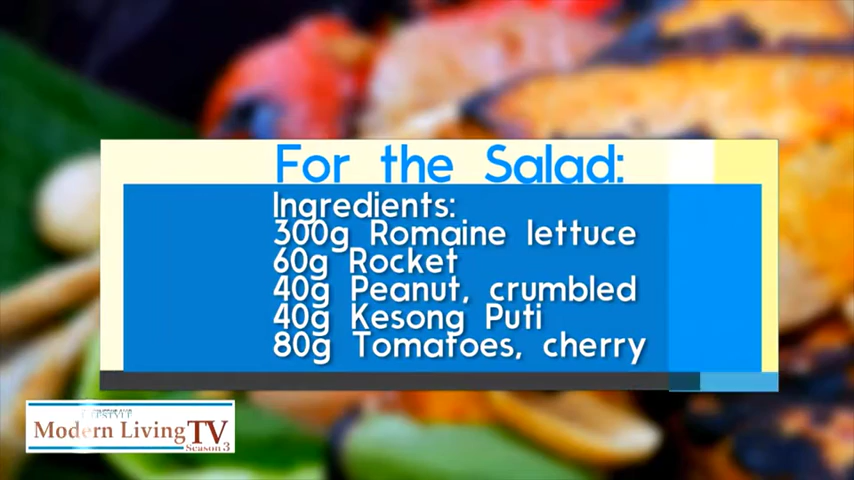 For the Salad:
Ingredients:
300g Romaine lettuce
60g Rocket
40g Peanut, crumbled
40g Kesong Puti
80g Tomatoes, cherry
LIFESTYLE
Modern Living TV
Season 3